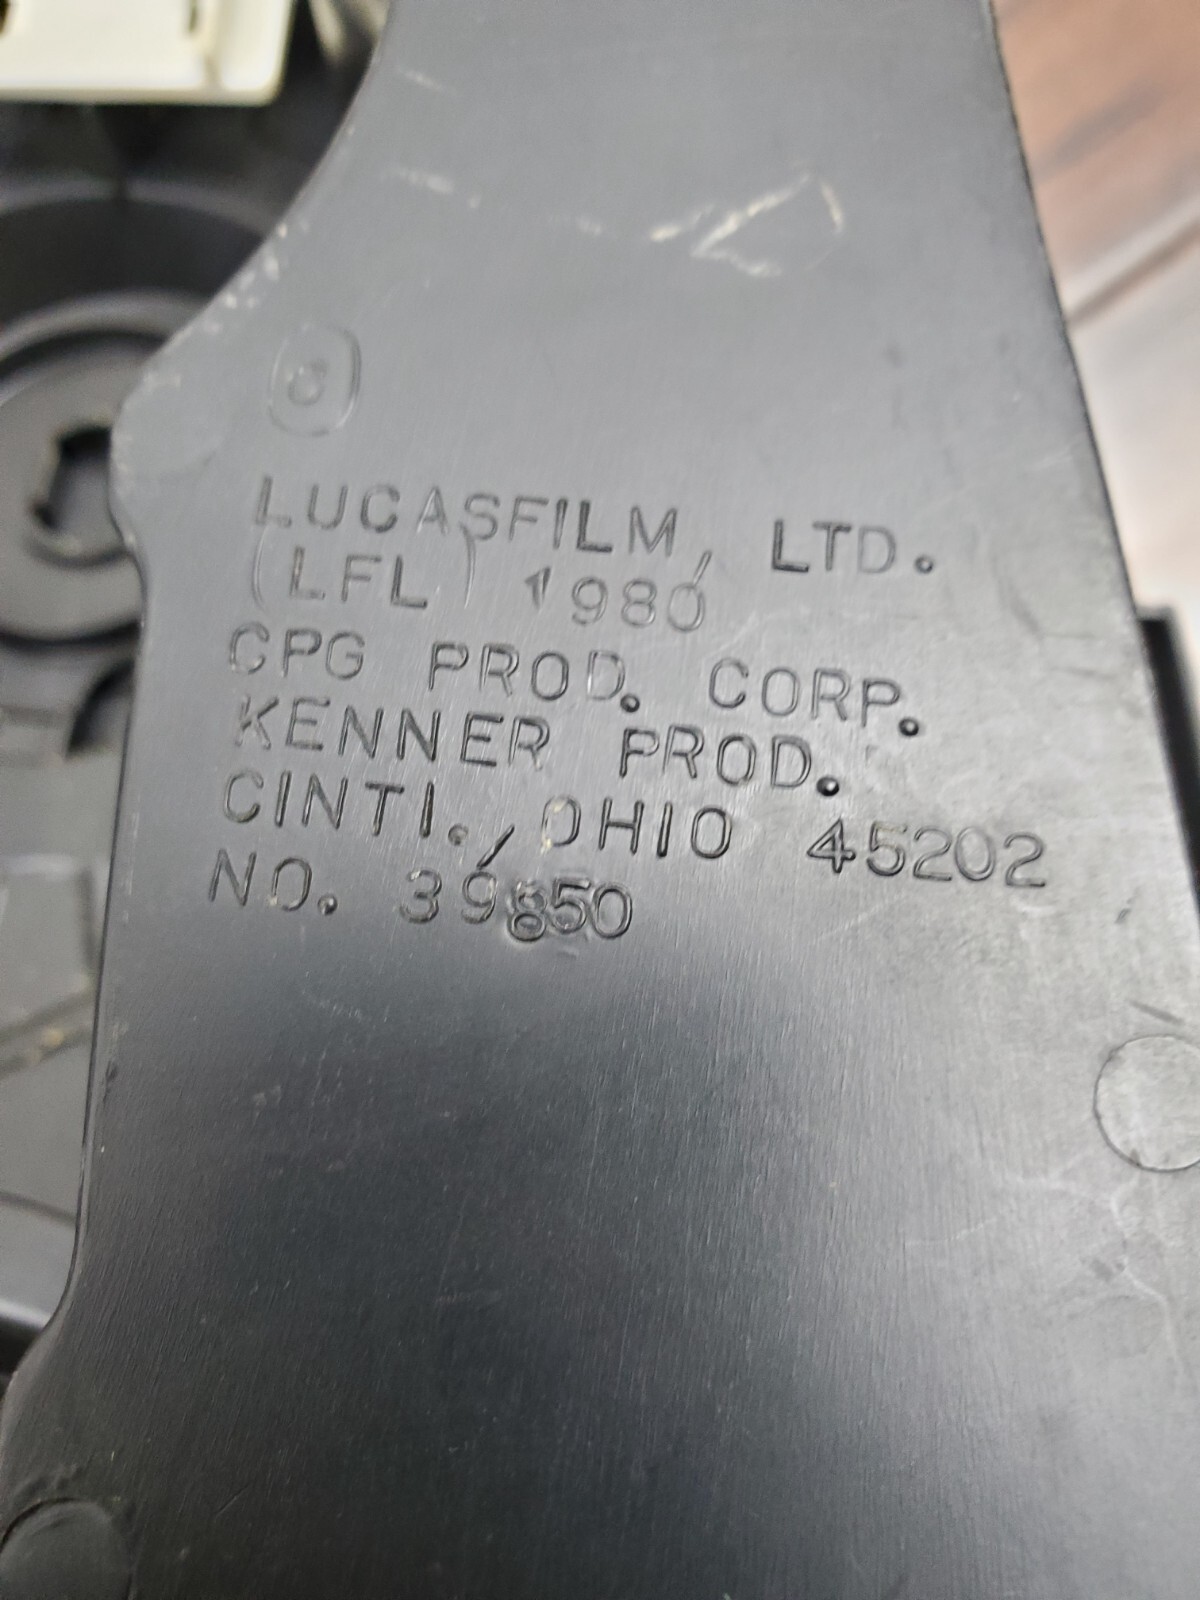 LUCASFILM, LTD.
(LFL) 1980
CPG PROD. CORP.
KENNER PROD.
CINTI., OHIO 45202
NO. 39850